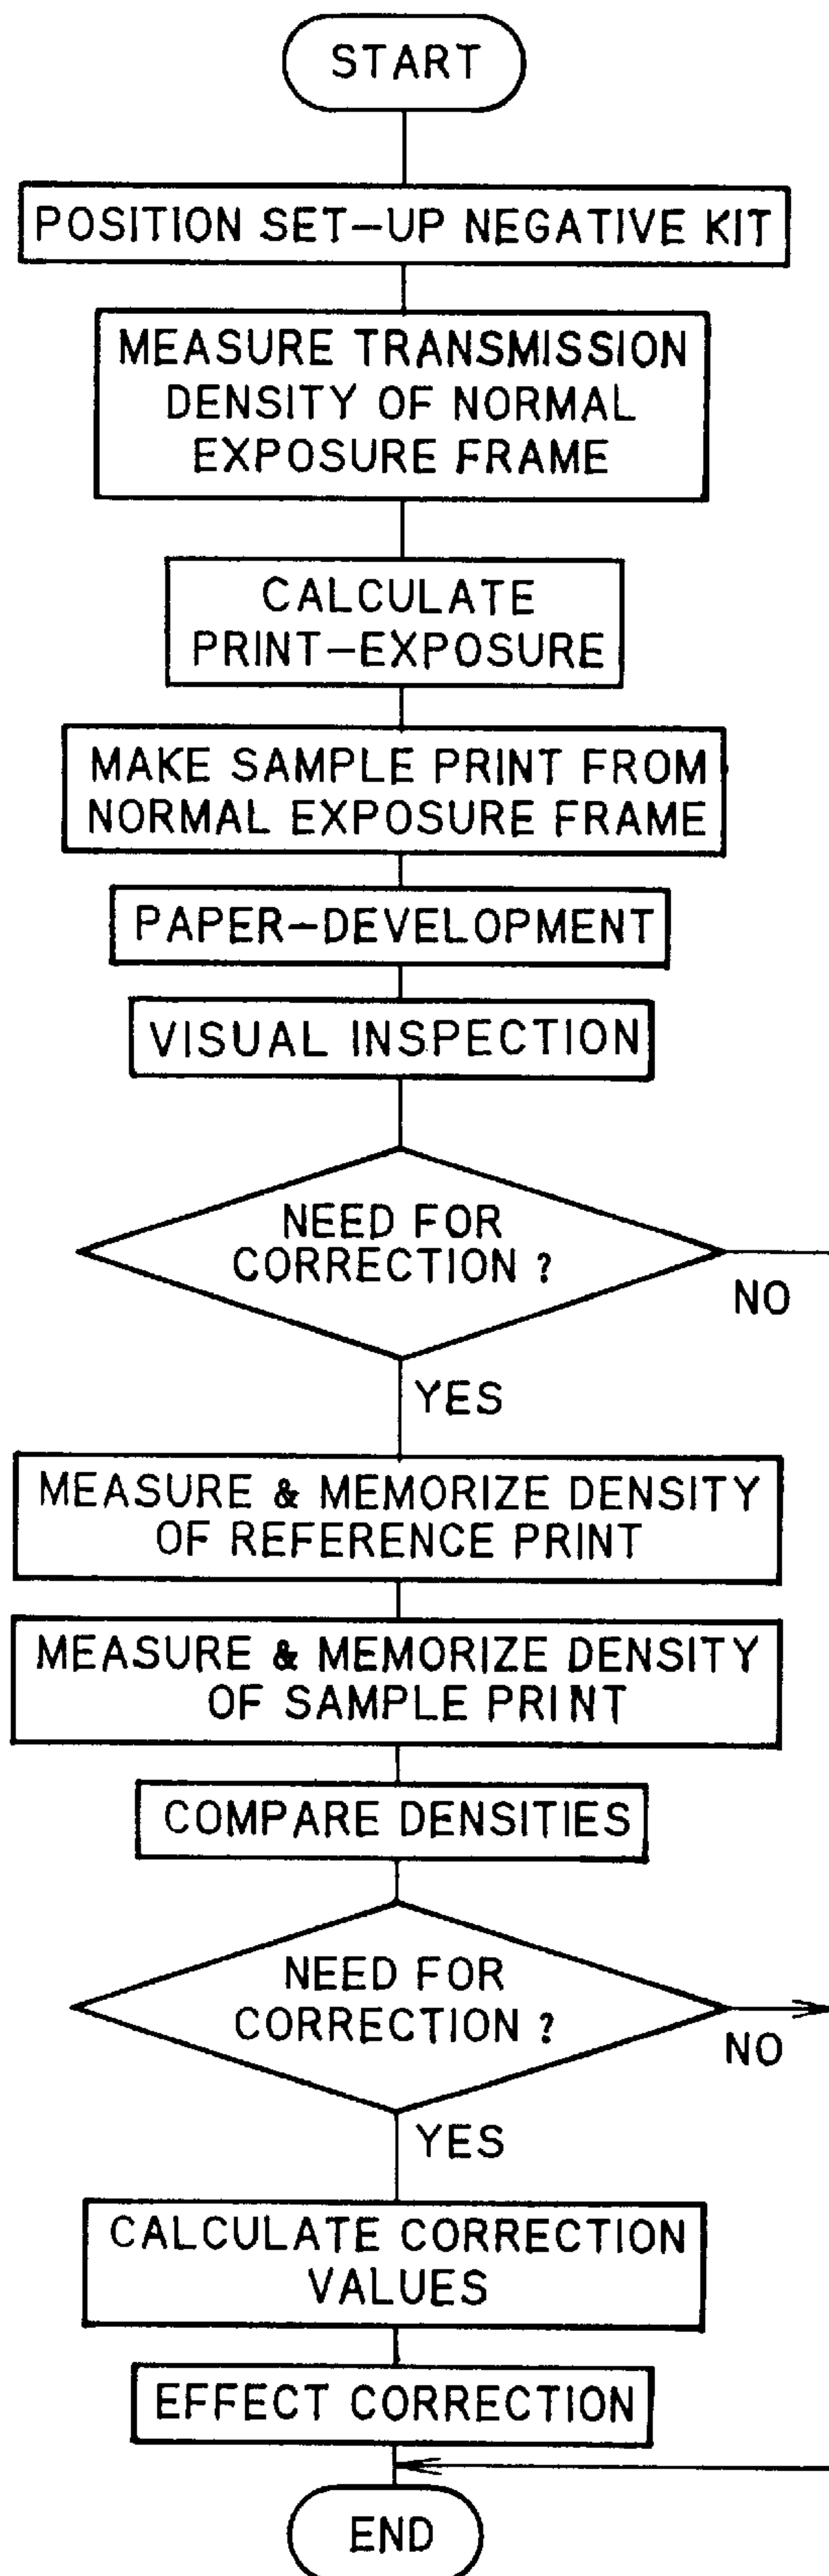 START
POSITION SET-UP NEGATIVE KIT
MEASURE TRANSMISSION
DENSITY OF NORMAL
EXPOSURE FRAME
CALCULATE
PRINT-EXPOSURE
MAKE SAMPLE PRINT FROM
NORMAL EXPOSURE FRAME
PAPER-DEVELOPMENT
VISUAL INSPECTION
NEED FOR
CORRECTION ?
NO
YES
MEASURE & MEMORIZE DENSITY
OF REFERENCE PRINT
MEASURE & MEMORIZE DENSITY
OF SAMPLE PRINT
COMPARE DENSITIES
NEED FOR
CORRECTION ?
NO
YES
CALCULATE CORRECTION
VALUES
EFFECT CORRECTION
END